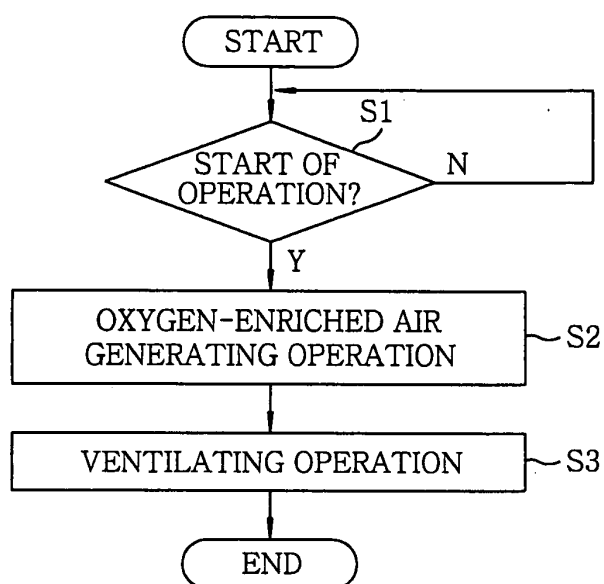 START
S1
START OF
OPERATION?
N
Y
OXYGEN-ENRICHED AIR
GENERATING OPERATION
S2
VENTILATING OPERATION
S3
END